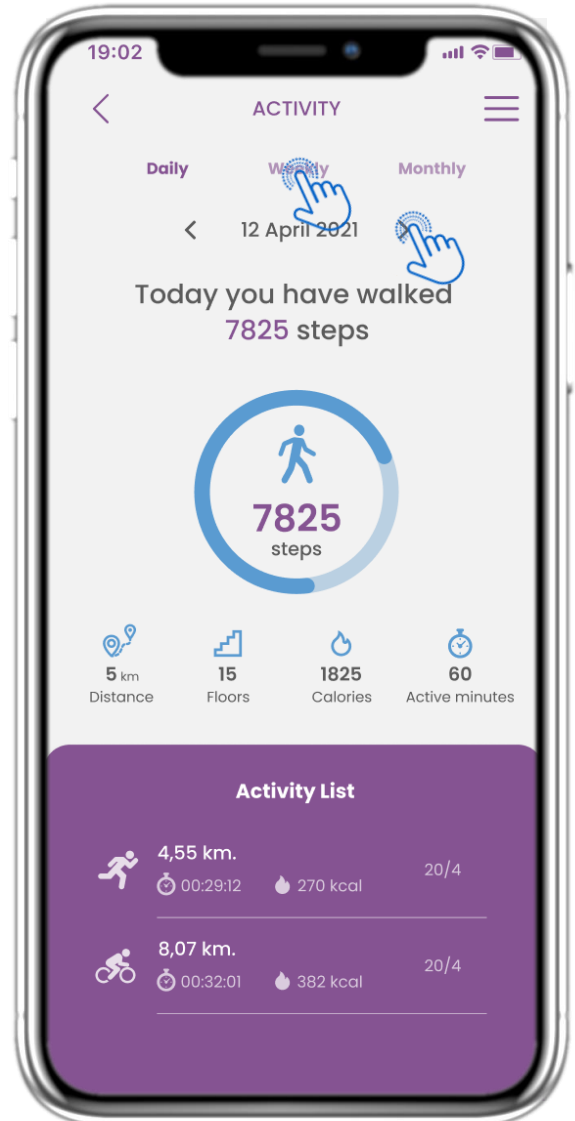 19:02
ACTIVITY
Daily Weekly Monthly
12 April 2021
Today you have walked
7825 steps
7825
steps
5 km 15 1825 60
Distance Floors Calories Active minutes
Activity List
4,55 km.
00:29:12 270 kcal 20/4
8,07 km.
00:32:01 382 kcal 20/4